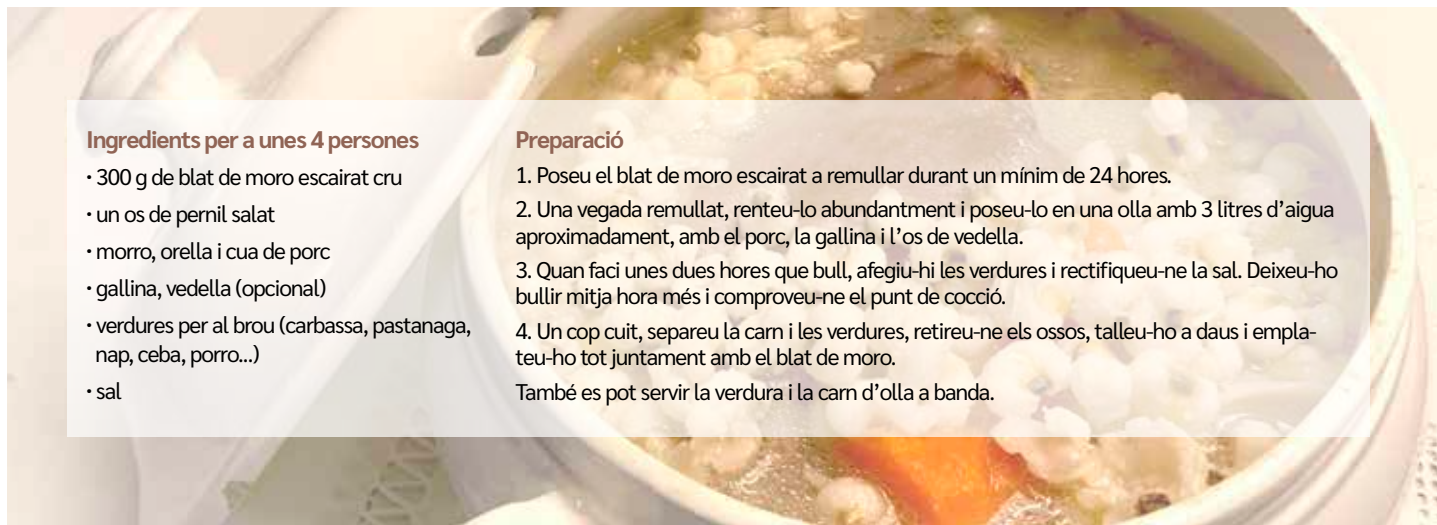 Ingredients per a unes 4 persones
· 300 g de blat de moro escairat cru
· un os de pernil salat
· morro, orella i cua de porc
· gallina, vedella (opcional)
· verdures per al brou (carbassa, pastanaga,
nap, ceba, porro...)
· sal
Preparació
1. Poseu el blat de moro escairat a remullar durant un mínim de 24 hores.
2. Una vegada remullat, renteu-lo abundantment i poseu-lo en una olla amb 3 litres d’aigua
aproximadament, amb el porc, la gallina i l’os de vedella.
3. Quan faci unes dues hores que bull, afegiu-hi les verdures i rectifiqueu-ne la sal. Deixeu-ho
bullir mitja hora més i comproveu-ne el punt de cocció.
4. Un cop cuit, separeu la carn i les verdures, retireu-ne els ossos, talleu-ho a daus i empla-
teu-ho tot juntament amb el blat de moro.
També es pot servir la verdura i la carn d’olla a banda.